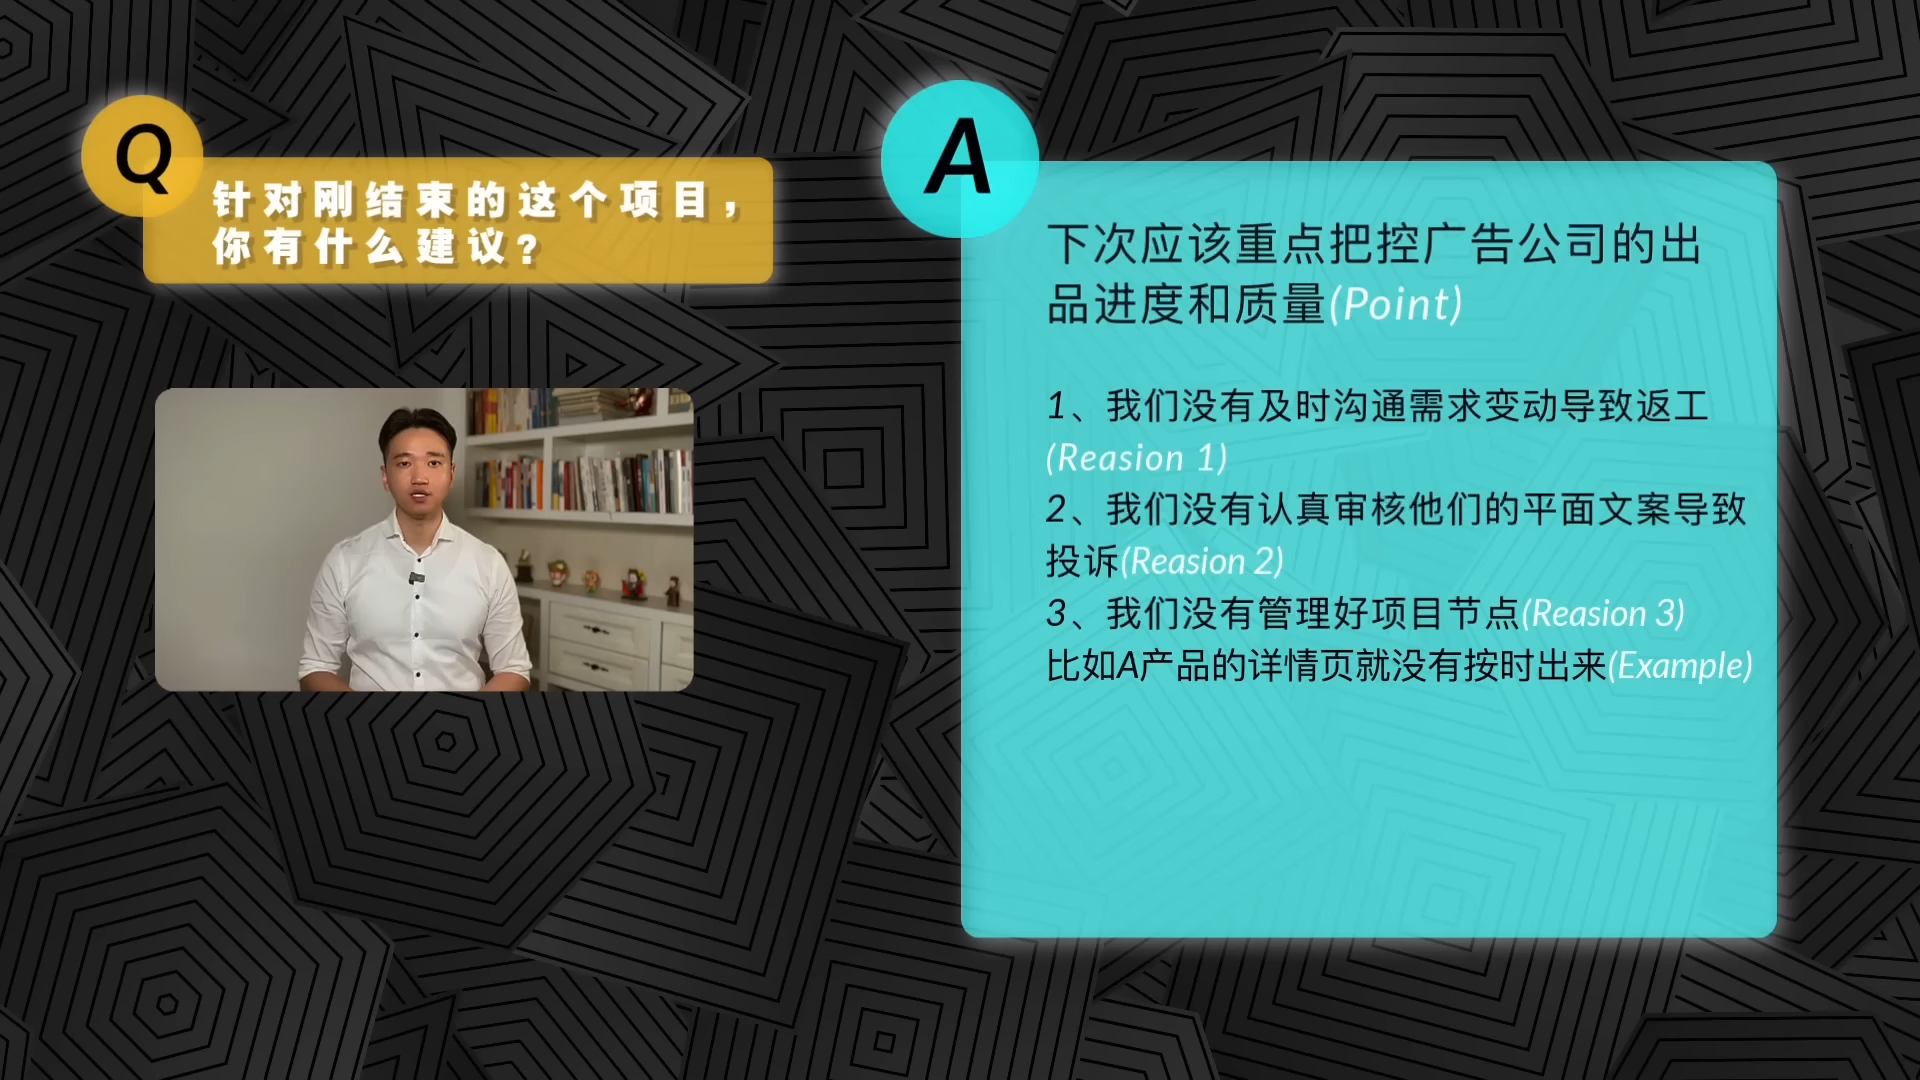 Q
针对刚结束的这个项目，
你有什么建议?
A
下次应该重点把控广告公司的出
品进度和质量(Point)
1、我们没有及时沟通需求变动导致返工
(Reasion 1)
2、我们没有认真审核他们的平面文案导致
投诉(Reasion 2)
3、我们没有管理好项目节点(Reasion 3)
比如A产品的详情页就没有按时出来(Example)